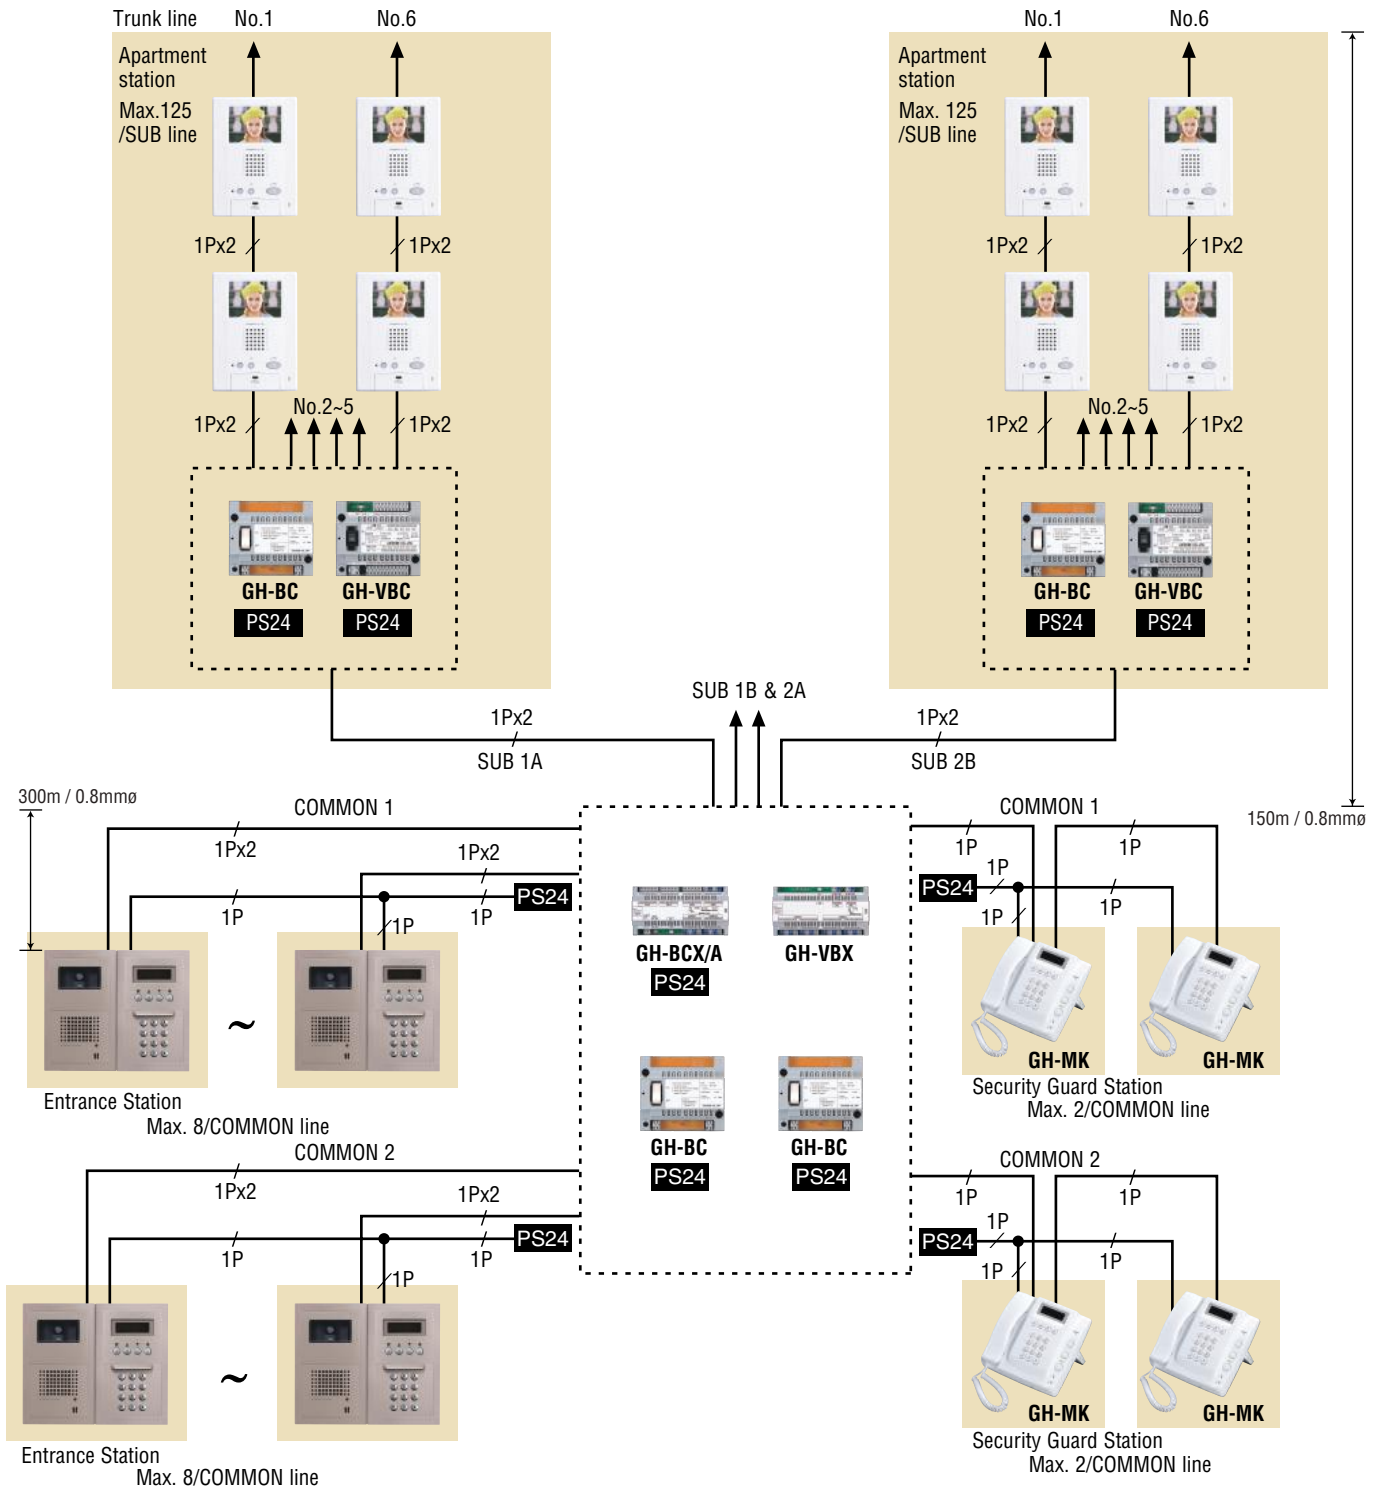 Trunk line No.1 No.6
Apartment
station
Max.125
/SUB line
1Px2 1Px2
No.2~5
1Px2 1Px2
GH-BC GH-VBC
PS24 PS24
No.1 No.6
Apartment
station
Max. 125
/SUB line
1Px2 1Px2
No.2~5
1Px2 1Px2
GH-BC GH-VBC
PS24 PS24
SUB 1B & 2A
1Px2
SUB 1A
1Px2
SUB 2B
300m / 0.8mmø
150m / 0.8mmø
COMMON 1
1Px2
1Px2
1P
1P
PS24
1P
Entrance Station
Max. 8/COMMON line
COMMON 2
1Px2
1Px2
1P
1P
PS24
1P
Entrance Station
Max. 8/COMMON line
GH-BCX/A GH-VBX
PS24
GH-BC GH-BC
PS24 PS24
COMMON 1
1P
1P
1P
PS24
1P
1P
GH-MK GH-MK
Security Guard Station
Max. 2/COMMON line
COMMON 2
1P
1P
1P
PS24
1P
1P
GH-MK GH-MK
Security Guard Station
Max. 2/COMMON line